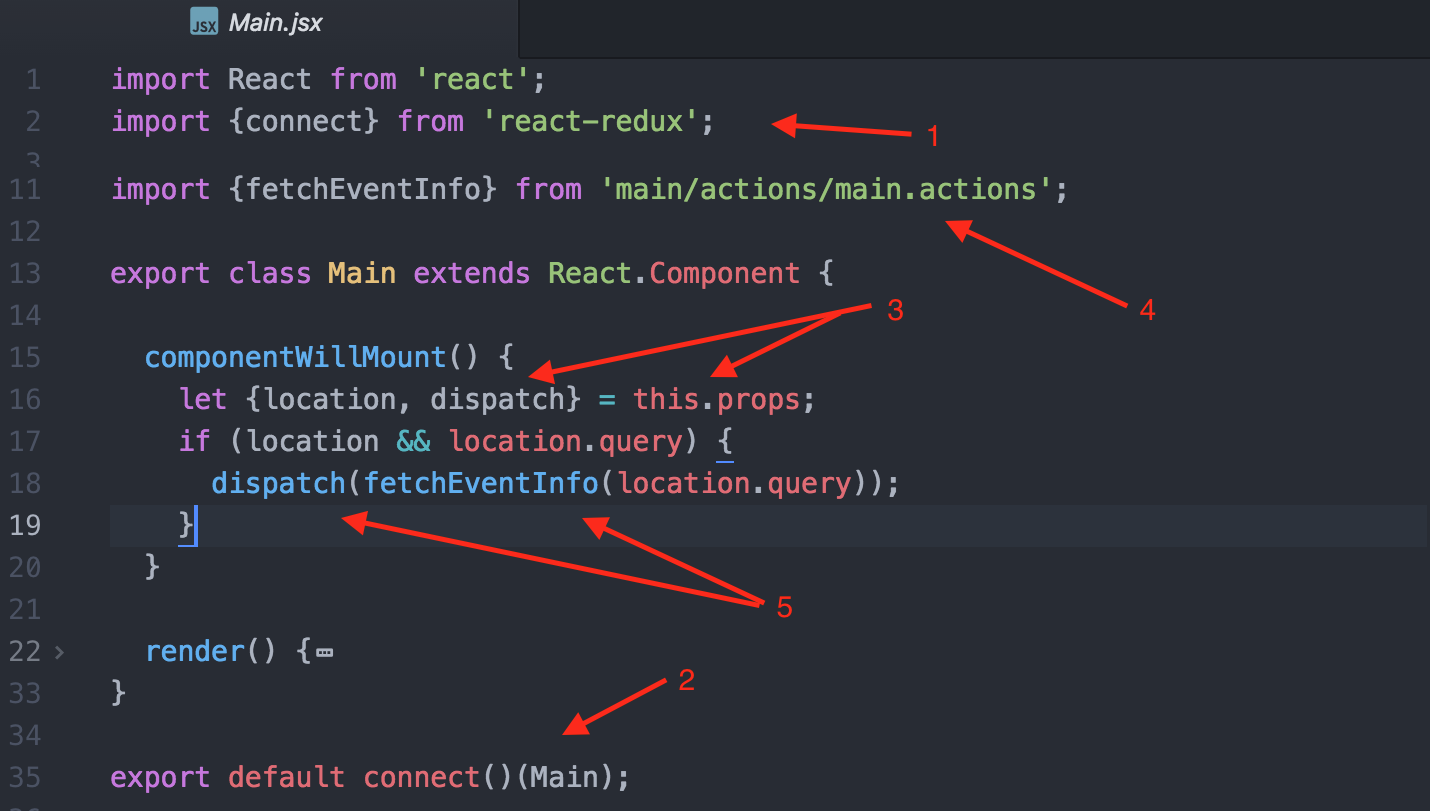 JSX Main.jsx
1 import React from 'react';
2 import {connect} from 'react-redux';
1
3
11 import {fetchEventInfo} from 'main/actions/main.actions';
12
13 export class Main extends React.Component {
4
14
3
15 componentWillMount() {
16 let {location, dispatch} = this.props;
17 if (location && location.query) {
18 dispatch(fetchEventInfo(location.query));
19 }
20 }
5
21
22 › render() {…
2
33 }
34
35 export default connect()(Main);